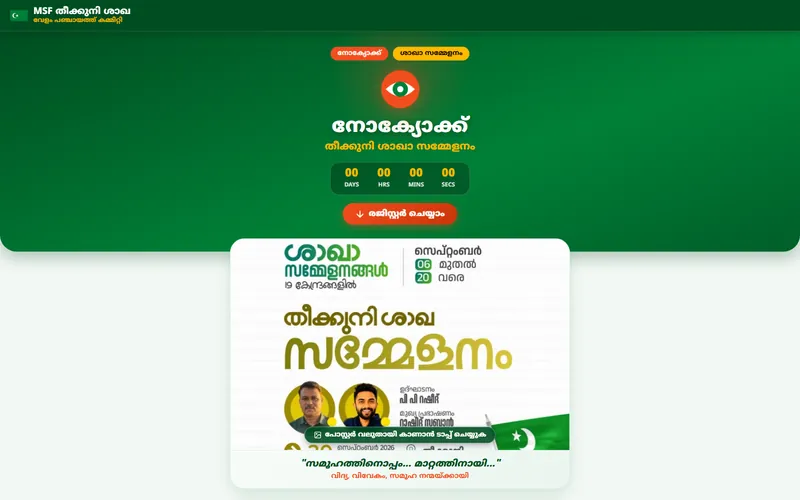 MSF തീക്കുനി ശാഖ
വേളം പഞ്ചായത്ത് കമ്മിറ്റി
നോക്യോക്ക്
ശാഖാ സമ്മേളനം
നോക്യോക്ക്
തീക്കുനി ശാഖാ സമ്മേളനം
00 00 00 00
DAYS HRS MINS SECS
↓ രജിസ്റ്റർ ചെയ്യാം
ശാഖാ
സമ്മേളനങ്ങൾ
19 കേന്ദ്രങ്ങളിൽ
സെപ്റ്റംബർ
06 മുതൽ
20 വരെ
തീക്കുനി ശാഖ
സമ്മേളനം
ഉദ്ഘാടനം
പി പി റഷീദ്
മുഖ്യ പ്രഭാഷണം
റാഷിദ് സബാൻ
പോസ്റ്റർ വലുതായി കാണാൻ ടാപ്പ് ചെയ്യുക
സെപ്തംബർ 2026
"സമൂഹത്തിനൊപ്പം... മാറ്റത്തിനായി..."
വിദ്യ, വിവേകം, സമൂഹ നന്മയ്ക്കായി